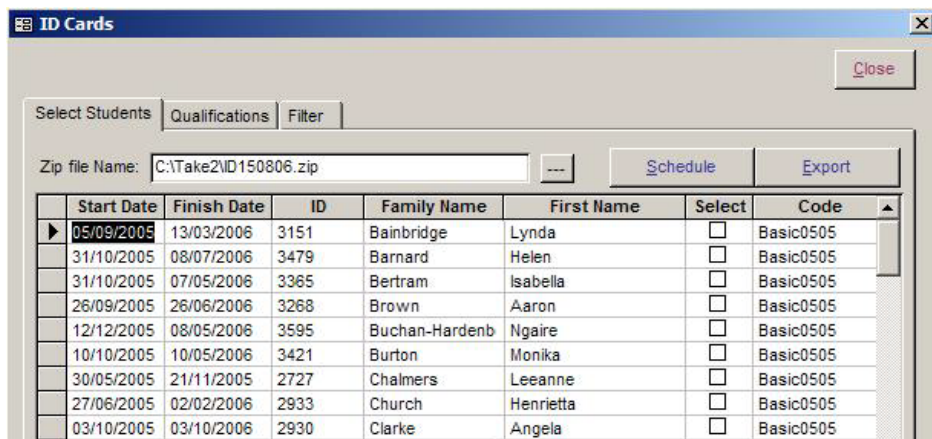 ID Cards
Close
Select Students Qualifications Filter
Zip file Name: C:\Take2\ID150806.zip --- Schedule Export
Start Date Finish Date ID Family Name First Name Select Code
05/09/2005 13/03/2006 3151 Bainbridge Lynda Basic0505
31/10/2005 08/07/2006 3479 Barnard Helen Basic0505
31/10/2005 07/05/2006 3365 Bertram Isabella Basic0505
26/09/2005 26/06/2006 3268 Brown Aaron Basic0505
12/12/2005 08/05/2006 3595 Buchan-Hardenb Ngaire Basic0505
10/10/2005 10/05/2006 3421 Burton Monika Basic0505
30/05/2005 21/11/2005 2727 Chalmers Leeanne Basic0505
27/06/2005 02/02/2006 2933 Church Henrietta Basic0505
03/10/2005 03/10/2006 2930 Clarke Angela Basic0505